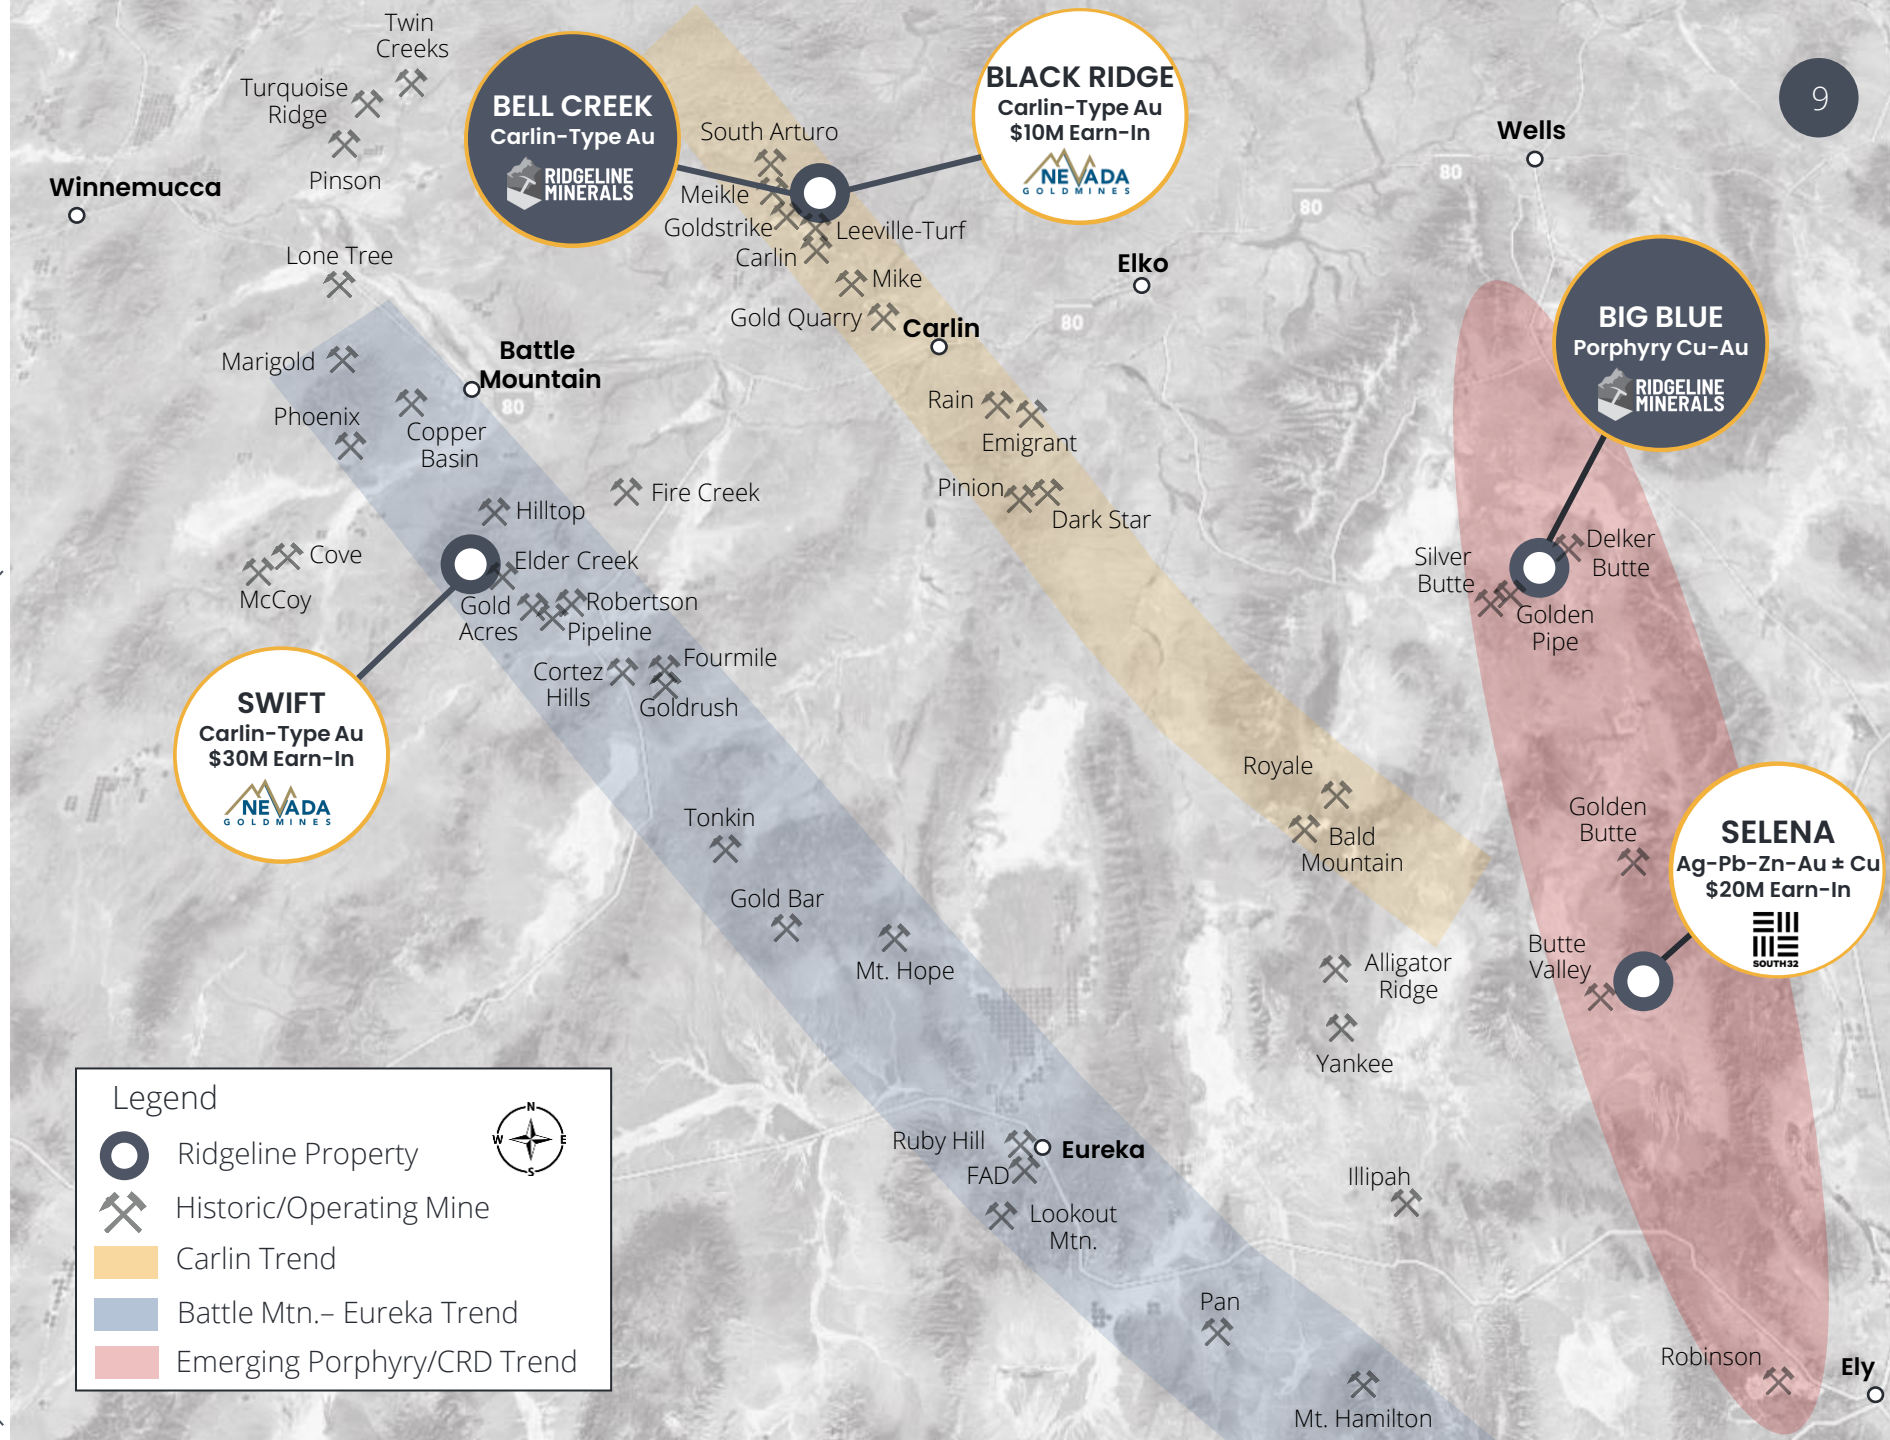 Twin
Creeks
Turquoise
Ridge
Pinson
Winnemucca
Lone Tree
BELL CREEK
Carlin-Type Au
RIDGELINE
MINERALS
BLACK RIDGE
Carlin-Type Au
$10M Earn-In
NEVADA
GOLDMINES
9
Wells
80
80
South Arturo
Meikle
Goldstrike
Leeville-Turf
Carlin
Mike
Gold Quarry
Carlin
Elko
80
BIG BLUE
Porphyry Cu-Au
RIDGELINE
MINERALS
Marigold
Battle
Mountain
80
Phoenix
Copper
Basin
Rain
Emigrant
Pinion
Dark Star
Fire Creek
Hilltop
Cove
McCoy
Elder Creek
Gold
Acres
Robertson
Pipeline
Cortez
Hills
Fourmile
Goldrush
Silver
Butte
Delker
Butte
Golden
Pipe
SWIFT
Carlin-Type Au
$30M Earn-In
NEVADA
GOLDMINES
Tonkin
Gold Bar
Mt. Hope
Royale
Bald
Mountain
Golden
Butte
SELENA
Ag-Pb-Zn-Au ± Cu
$20M Earn-In
SOUTH32
Butte
Valley
Alligator
Ridge
Yankee
Ruby Hill
Eureka
FAD
Lookout
Mtn.
Illipah
Pan
Mt. Hamilton
Robinson
Ely
Legend
N
W
E
S
Ridgeline Property
Historic/Operating Mine
Carlin Trend
Battle Mtn.– Eureka Trend
Emerging Porphyry/CRD Trend